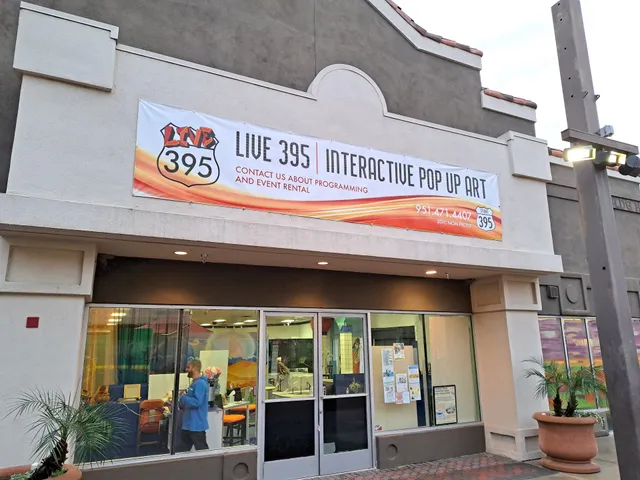 LIVE
395
LIVE 395 | INTERACTIVE POP UP ART
CONTACT US ABOUT PROGRAMMING
AND EVENT RENTAL
951.471.4407
395